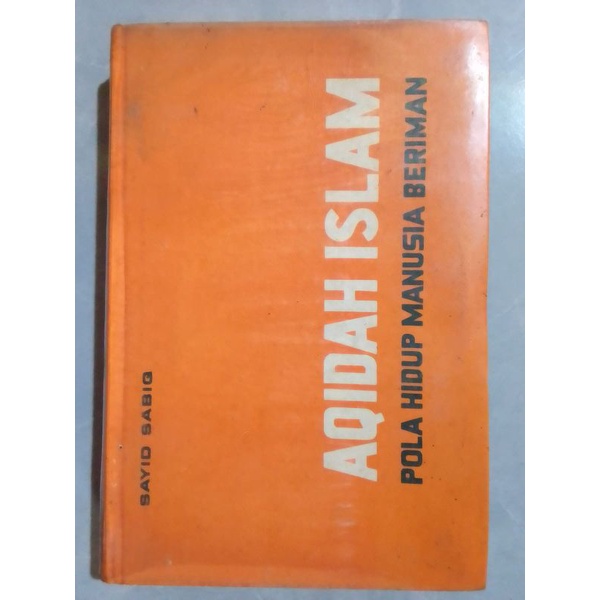 SAYID SABIQ
AQIDAH ISLAM
POLA HIDUP MANUSIA BERIMAN